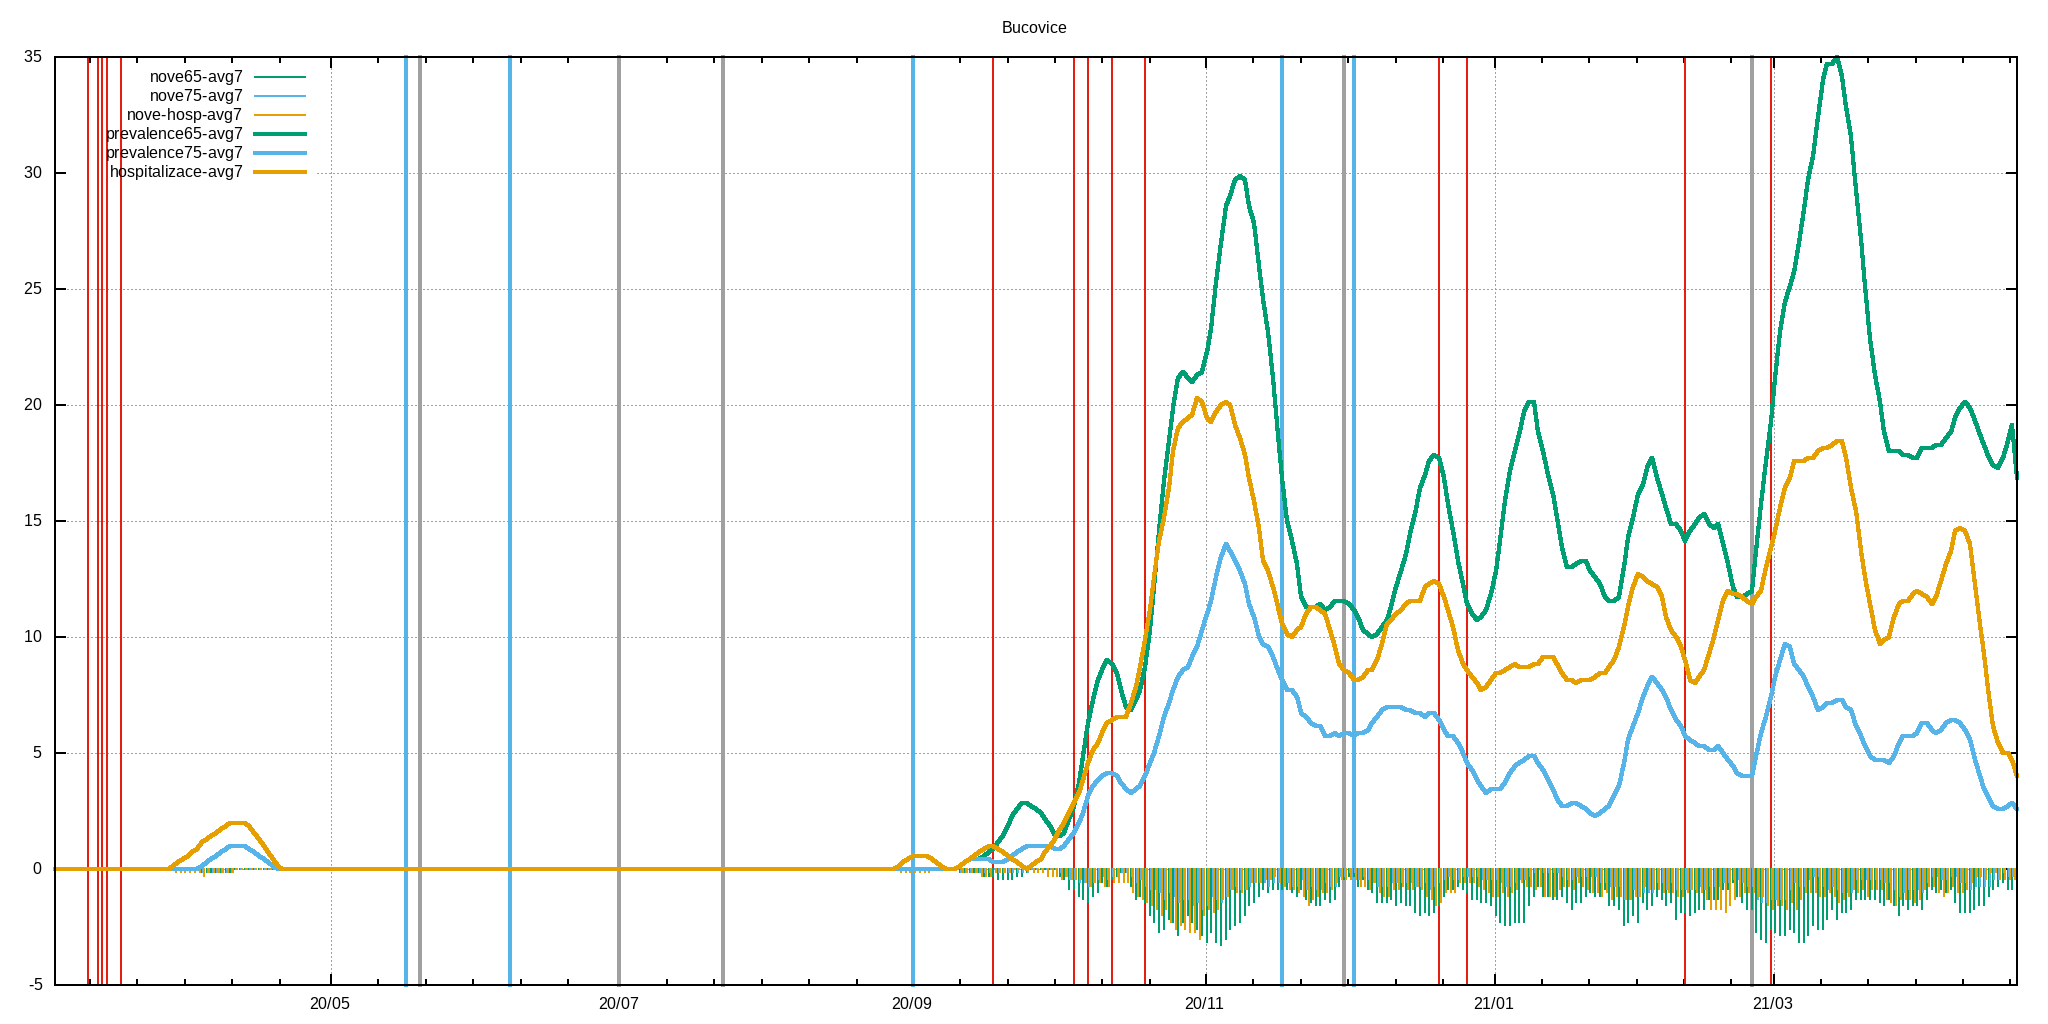 Bucovice
35
30
25
20
15
10
5
0
-5
nove65-avg7
nove75-avg7
nove-hosp-avg7
prevalence65-avg7
prevalence75-avg7
hospitalizace-avg7
20/05 20/07 20/09 20/11 21/01 21/03